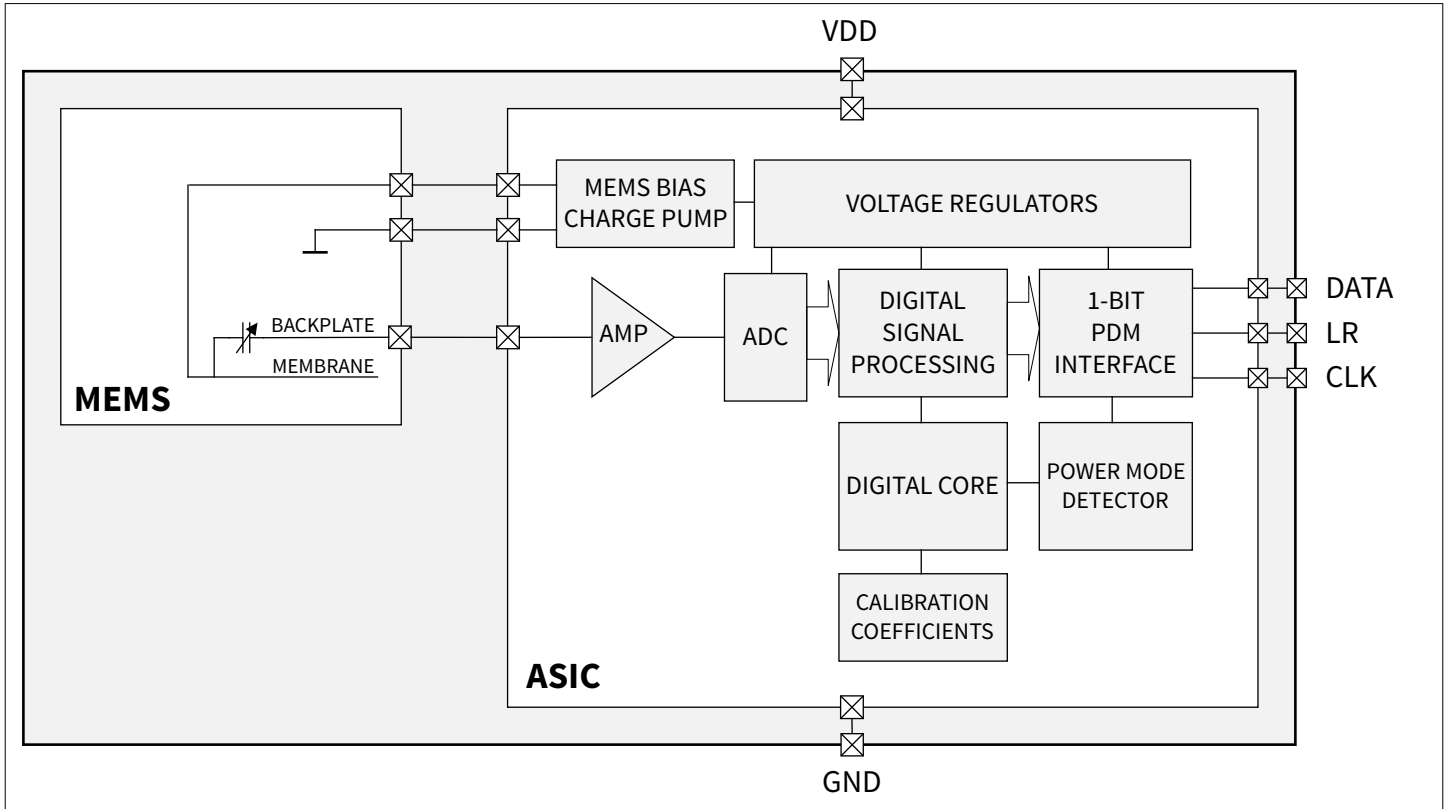 VDD
MEMS BIAS
CHARGE PUMP
VOLTAGE REGULATORS
BACKPLATE
MEMBRANE
MEMS
AMP
ADC
DIGITAL
SIGNAL
PROCESSING
1-BIT
PDM
INTERFACE
DATA
LR
CLK
DIGITAL CORE
POWER MODE
DETECTOR
CALIBRATION
COEFFICIENTS
ASIC
GND